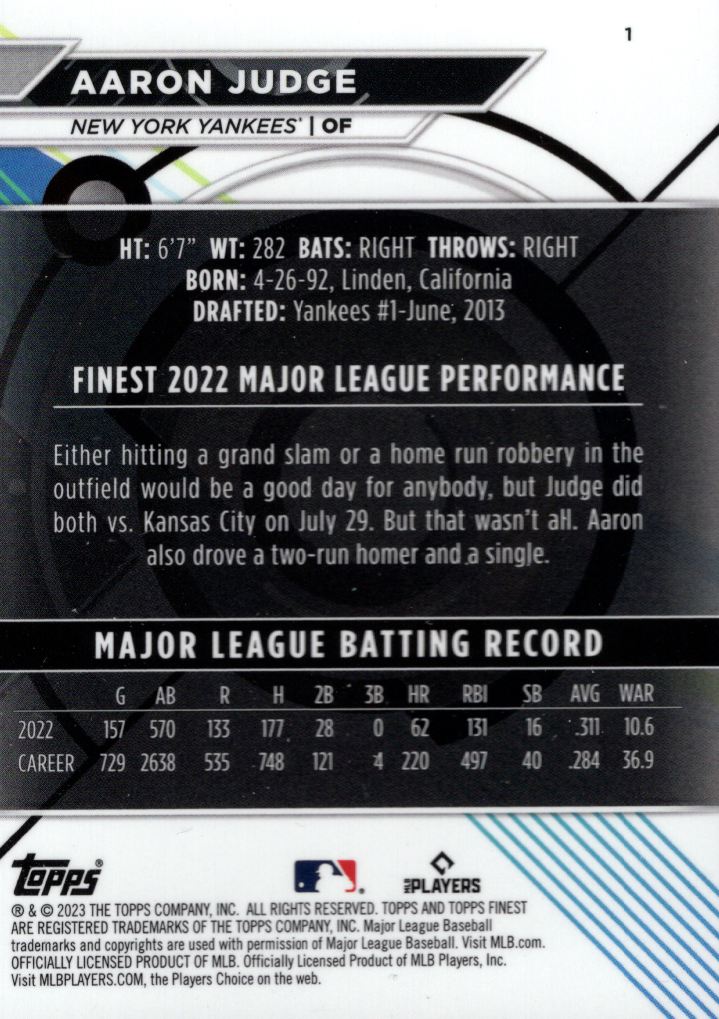 1
AARON JUDGE
NEW YORK YANKEES® | OF
HT: 6'7" WT: 282 BATS: RIGHT THROWS: RIGHT
BORN: 4-26-92, Linden, California
DRAFTED: Yankees #1-June, 2013
FINEST 2022 MAJOR LEAGUE PERFORMANCE
Either hitting a grand slam or a home run robbery in the
outfield would be a good day for anybody, but Judge did
both vs. Kansas City on July 29. But that wasn't all. Aaron
also drove a two-run homer and a single.
MAJOR LEAGUE BATTING RECORD
G AB R H 2B 3B HR RBI SB AVG WAR
2022 157 570 133 177 28 0 62 131 16 .311 10.6
CAREER 729 2638 535 748 121 4 220 497 40 .284 36.9
topps®
MLB PLAYERS
® & © 2023 THE TOPPS COMPANY, INC. ALL RIGHTS RESERVED. TOPPS AND TOPPS FINEST
ARE REGISTERED TRADEMARKS OF THE TOPPS COMPANY, INC. Major League Baseball
trademarks and copyrights are used with permission of Major League Baseball. Visit MLB.com.
OFFICIALLY LICENSED PRODUCT OF MLB. Officially Licensed Product of MLB Players, Inc.
Visit MLBPLAYERS.COM, the Players Choice on the web.